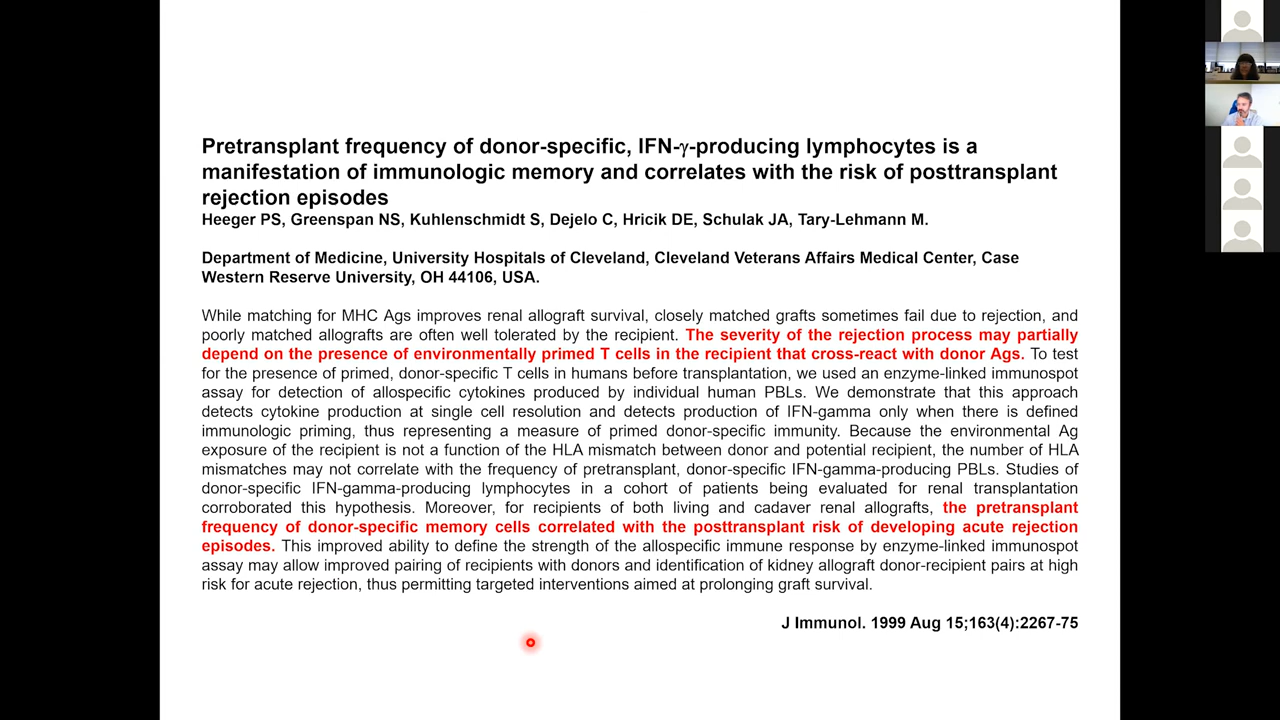 Pretransplant frequency of donor-specific, IFN-γ-producing lymphocytes is a
manifestation of immunologic memory and correlates with the risk of posttransplant
rejection episodes
Heeger PS, Greenspan NS, Kuhlenschmidt S, Dejelo C, Hricik DE, Schulak JA, Tary-Lehmann M.
Department of Medicine, University Hospitals of Cleveland, Cleveland Veterans Affairs Medical Center, Case
Western Reserve University, OH 44106, USA.
While matching for MHC Ags improves renal allograft survival, closely matched grafts sometimes fail due to rejection, and
poorly matched allografts are often well tolerated by the recipient. The severity of the rejection process may partially
depend on the presence of environmentally primed T cells in the recipient that cross-react with donor Ags. To test
for the presence of primed, donor-specific T cells in humans before transplantation, we used an enzyme-linked immunospot
assay for detection of allospecific cytokines produced by individual human PBLs. We demonstrate that this approach
detects cytokine production at single cell resolution and detects production of IFN-gamma only when there is defined
immunologic priming, thus representing a measure of primed donor-specific immunity. Because the environmental Ag
exposure of the recipient is not a function of the HLA mismatch between donor and potential recipient, the number of HLA
mismatches may not correlate with the frequency of pretransplant, donor-specific IFN-gamma-producing PBLs. Studies of
donor-specific IFN-gamma-producing lymphocytes in a cohort of patients being evaluated for renal transplantation
corroborated this hypothesis. Moreover, for recipients of both living and cadaver renal allografts, the pretransplant
frequency of donor-specific memory cells correlated with the posttransplant risk of developing acute rejection
episodes. This improved ability to define the strength of the allospecific immune response by enzyme-linked immunospot
assay may allow improved pairing of recipients with donors and identification of kidney allograft donor-recipient pairs at high
risk for acute rejection, thus permitting targeted interventions aimed at prolonging graft survival.
J Immunol. 1999 Aug 15;163(4):2267-75